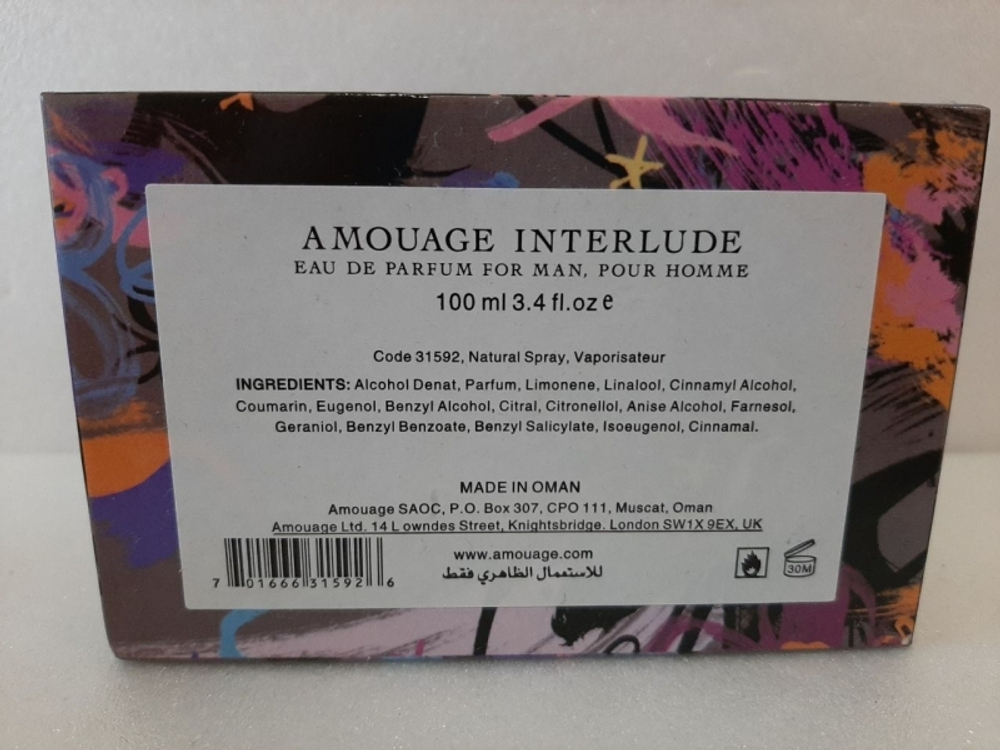 AMOUAGE INTERLUDE
EAU DE PARFUM FOR MAN, POUR HOMME
100 ml 3.4 fl.oz e
Code 31592, Natural Spray, Vaporisateur
INGREDIENTS: Alcohol Denat, Parfum, Limonene, Linalool, Cinnamyl Alcohol,
Coumarin, Eugenol, Benzyl Alcohol, Citral, Citronellol, Anise Alcohol, Farnesol,
Geraniol, Benzyl Benzoate, Benzyl Salicylate, Isoeugenol, Cinnamal.
MADE IN OMAN
Amouage SAOC, P.O. Box 307, CPO 111, Muscat, Oman
Amouage Ltd. 14 L owndes Street, Knightsbridge. London SW1X 9EX, UK
www.amouage.com
للاستعمال الظاهري فقط
7 01666 31592 6
30M